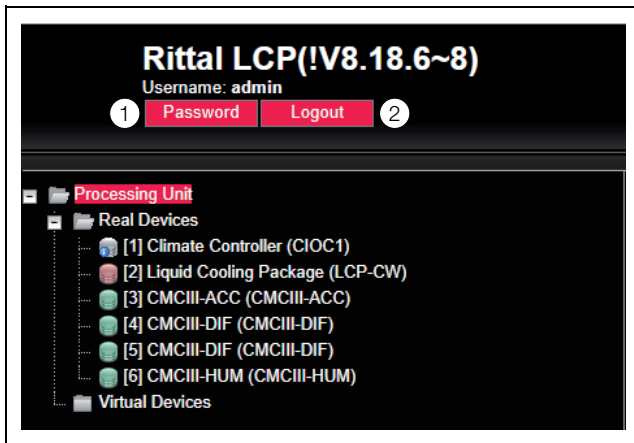 Rittal LCP(!V8.18.6~8)
Username: admin
1 Password Logout 2
Processing Unit
Real Devices
[1] Climate Controller (CIOC1)
[2] Liquid Cooling Package (LCP-CW)
[3] CMCIII-ACC (CMCIII-ACC)
[4] CMCIII-DIF (CMCIII-DIF)
[5] CMCIII-DIF (CMCIII-DIF)
[6] CMCIII-HUM (CMCIII-HUM)
Virtual Devices